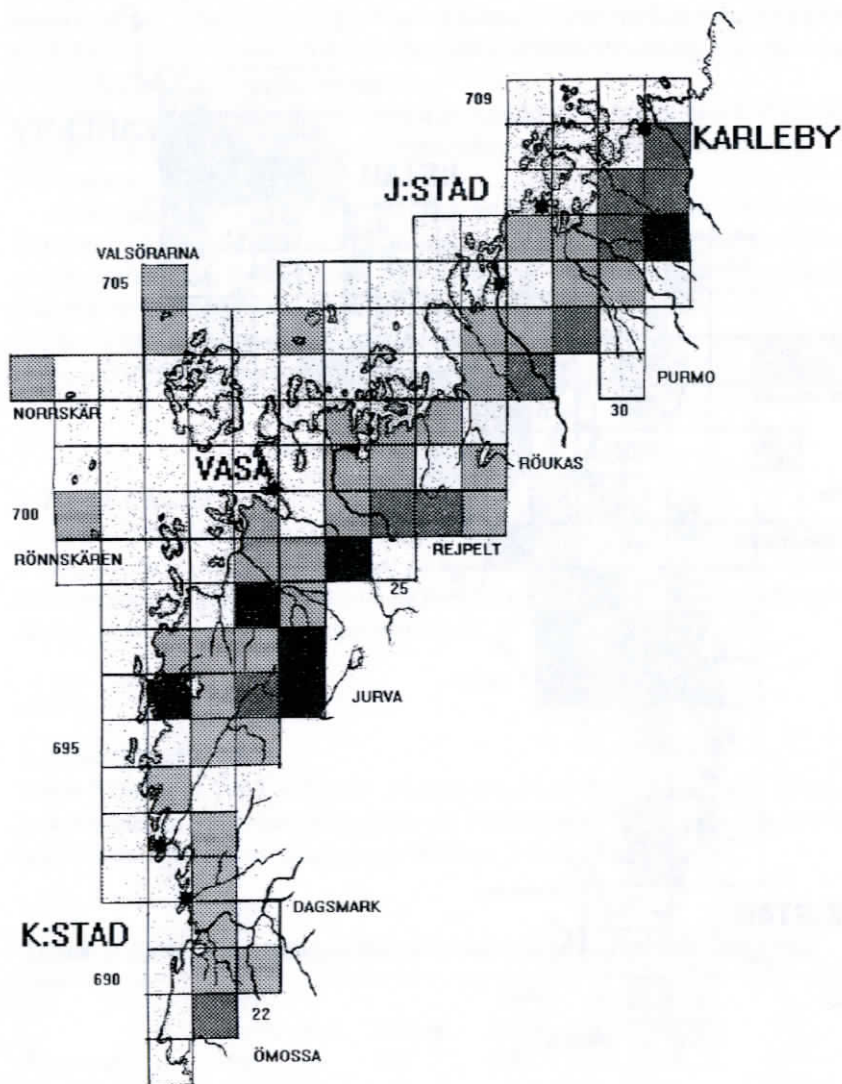 709
KARLEBY
J:STAD
VALSÖRARNA
705
PURMO
NORRSKÄR
30
VASA
RÖUKAS
700
REJPELT
RÖNNSKÄREN
25
JURVA
695
DAGSMARK
K:STAD
690
22
ÖMOSSA